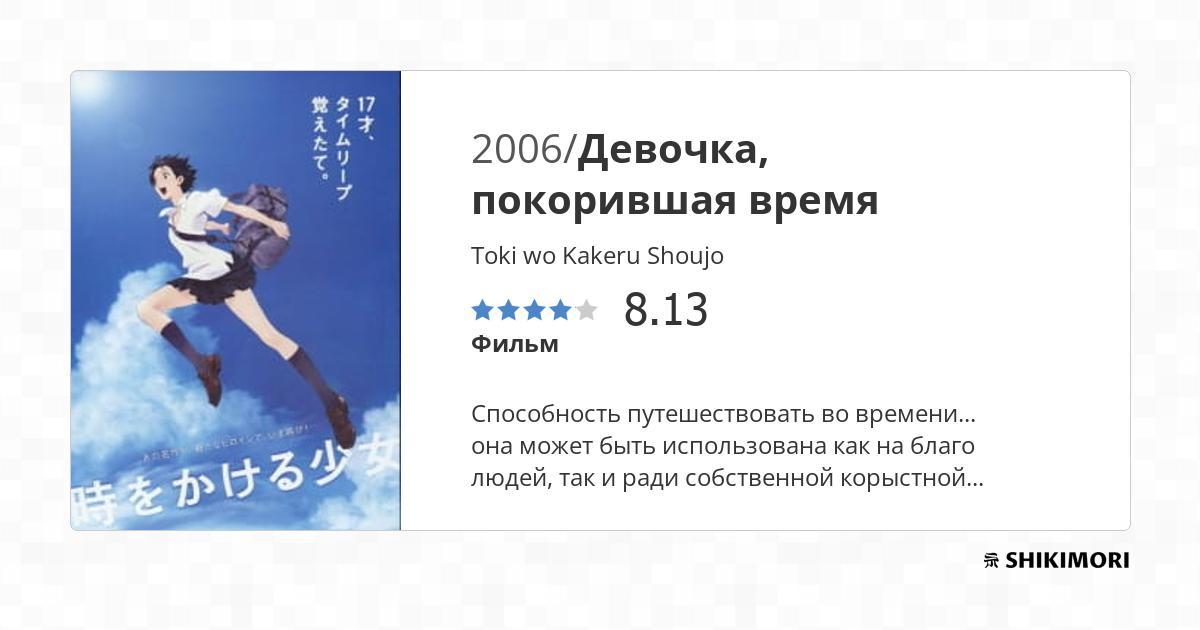 17才、
タイムリープ
覚えたて。
時をかける少女
2006/Девочка,
покорившая время
Toki wo Kakeru Shoujo
8.13
Фильм
Способность путешествовать во времени...
она может быть использована как на благо
людей, так и ради собственной корыстной...
SHIKIMORI